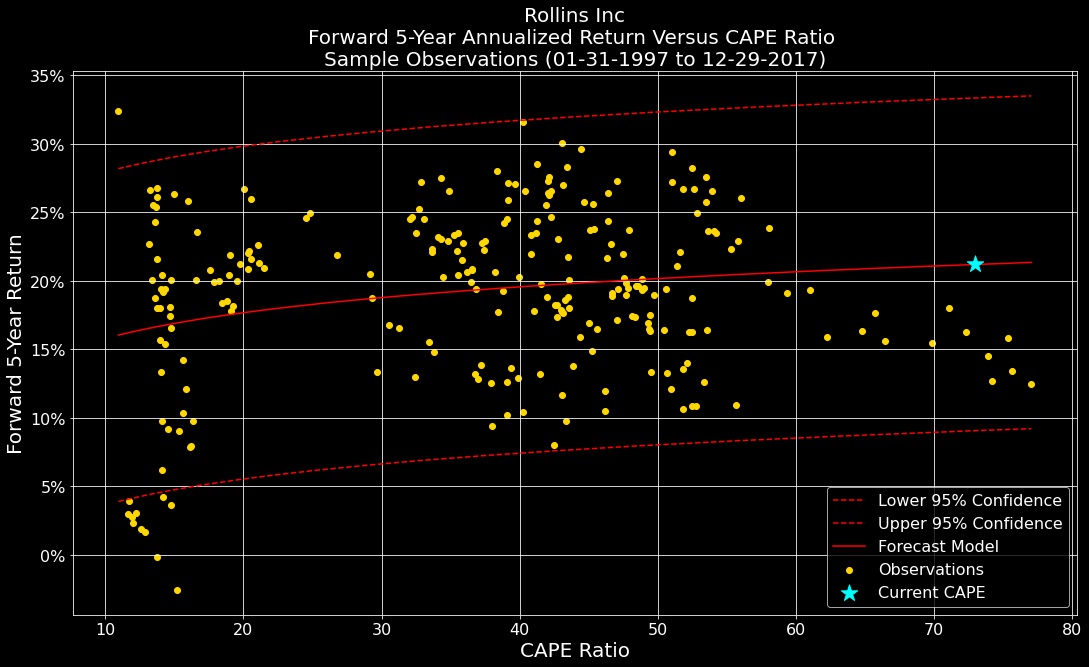 Rollins Inc
Forward 5-Year Annualized Return Versus CAPE Ratio
Sample Observations (01-31-1997 to 12-29-2017)
Forward 5-Year Return
35%
30%
25%
20%
15%
10%
5%
0%
Lower 95% Confidence
Upper 95% Confidence
Forecast Model
Observations
Current CAPE
10 20 30 40 50 60 70 80
CAPE Ratio